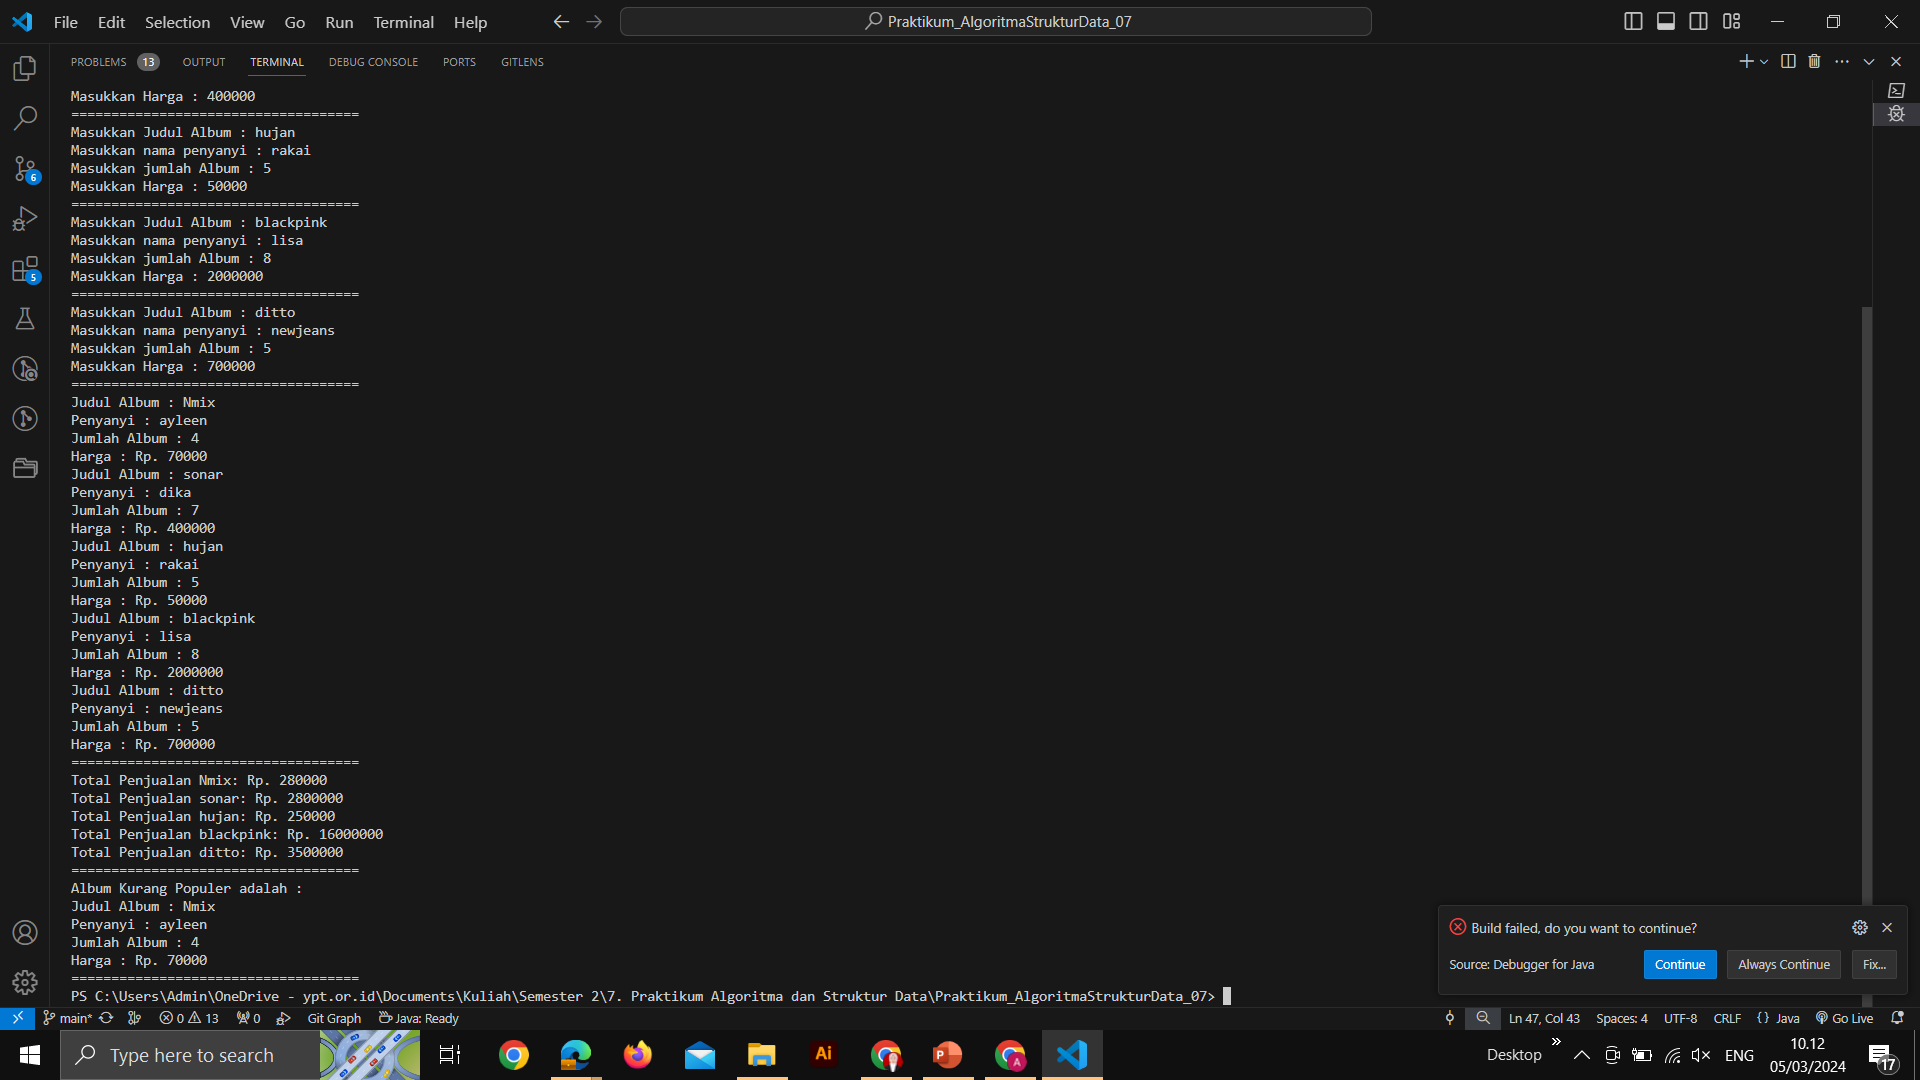 File Edit Selection View Go Run Terminal Help
Praktikum_AlgoritmaStrukturData_07
PROBLEMS 13 OUTPUT TERMINAL DEBUG CONSOLE PORTS GITLENS
Masukkan Harga : 400000
====================================
Masukkan Judul Album : hujan
Masukkan nama penyanyi : rakai
Masukkan jumlah Album : 5
Masukkan Harga : 50000
====================================
Masukkan Judul Album : blackpink
Masukkan nama penyanyi : lisa
Masukkan jumlah Album : 8
Masukkan Harga : 2000000
====================================
Masukkan Judul Album : ditto
Masukkan nama penyanyi : newjeans
Masukkan jumlah Album : 5
Masukkan Harga : 700000
====================================
Judul Album : Nmix
Penyanyi : ayleen
Jumlah Album : 4
Harga : Rp. 70000
Judul Album : sonar
Penyanyi : dika
Jumlah Album : 7
Harga : Rp. 400000
Judul Album : hujan
Penyanyi : rakai
Jumlah Album : 5
Harga : Rp. 50000
Judul Album : blackpink
Penyanyi : lisa
Jumlah Album : 8
Harga : Rp. 2000000
Judul Album : ditto
Penyanyi : newjeans
Jumlah Album : 5
Harga : Rp. 700000
====================================
Total Penjualan Nmix: Rp. 280000
Total Penjualan sonar: Rp. 2800000
Total Penjualan hujan: Rp. 250000
Total Penjualan blackpink: Rp. 16000000
Total Penjualan ditto: Rp. 3500000
====================================
Album Kurang Populer adalah :
Judul Album : Nmix
Penyanyi : ayleen
Jumlah Album : 4
Harga : Rp. 70000
====================================
PS C:\Users\Admin\OneDrive - ypt.or.id\Documents\Kuliah\Semester 2\7. Praktikum Algoritma dan Struktur Data\Praktikum_AlgoritmaStrukturData_07>
6
5
Build failed, do you want to continue?
Source: Debugger for Java Continue Always Continue Fix...
main* 0 13 0 Git Graph Java: Ready Ln 47, Col 43 Spaces: 4 UTF-8 CRLF {} Java Go Live
Type here to search Ai P A Desktop » ENG 10.12 17
05/03/2024